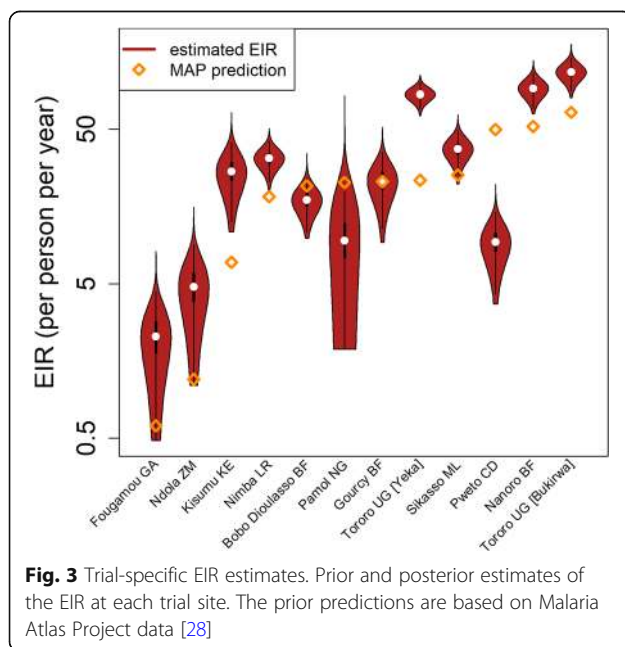 estimated EIR
MAP prediction
EIR (per person per year)
50
5
0.5
Fougamou GA
Ndola ZM
Kisumu KE
Nimba LR
Bobo Dioulasso BF
Pamol NG
Gourcy BF
Tororo UG [Yeka]
Sikasso ML
Pweto CD
Nanoro BF
Tororo UG [Bukirwa]
Fig. 3 Trial-specific EIR estimates. Prior and posterior estimates of
the EIR at each trial site. The prior predictions are based on Malaria
Atlas Project data [28]